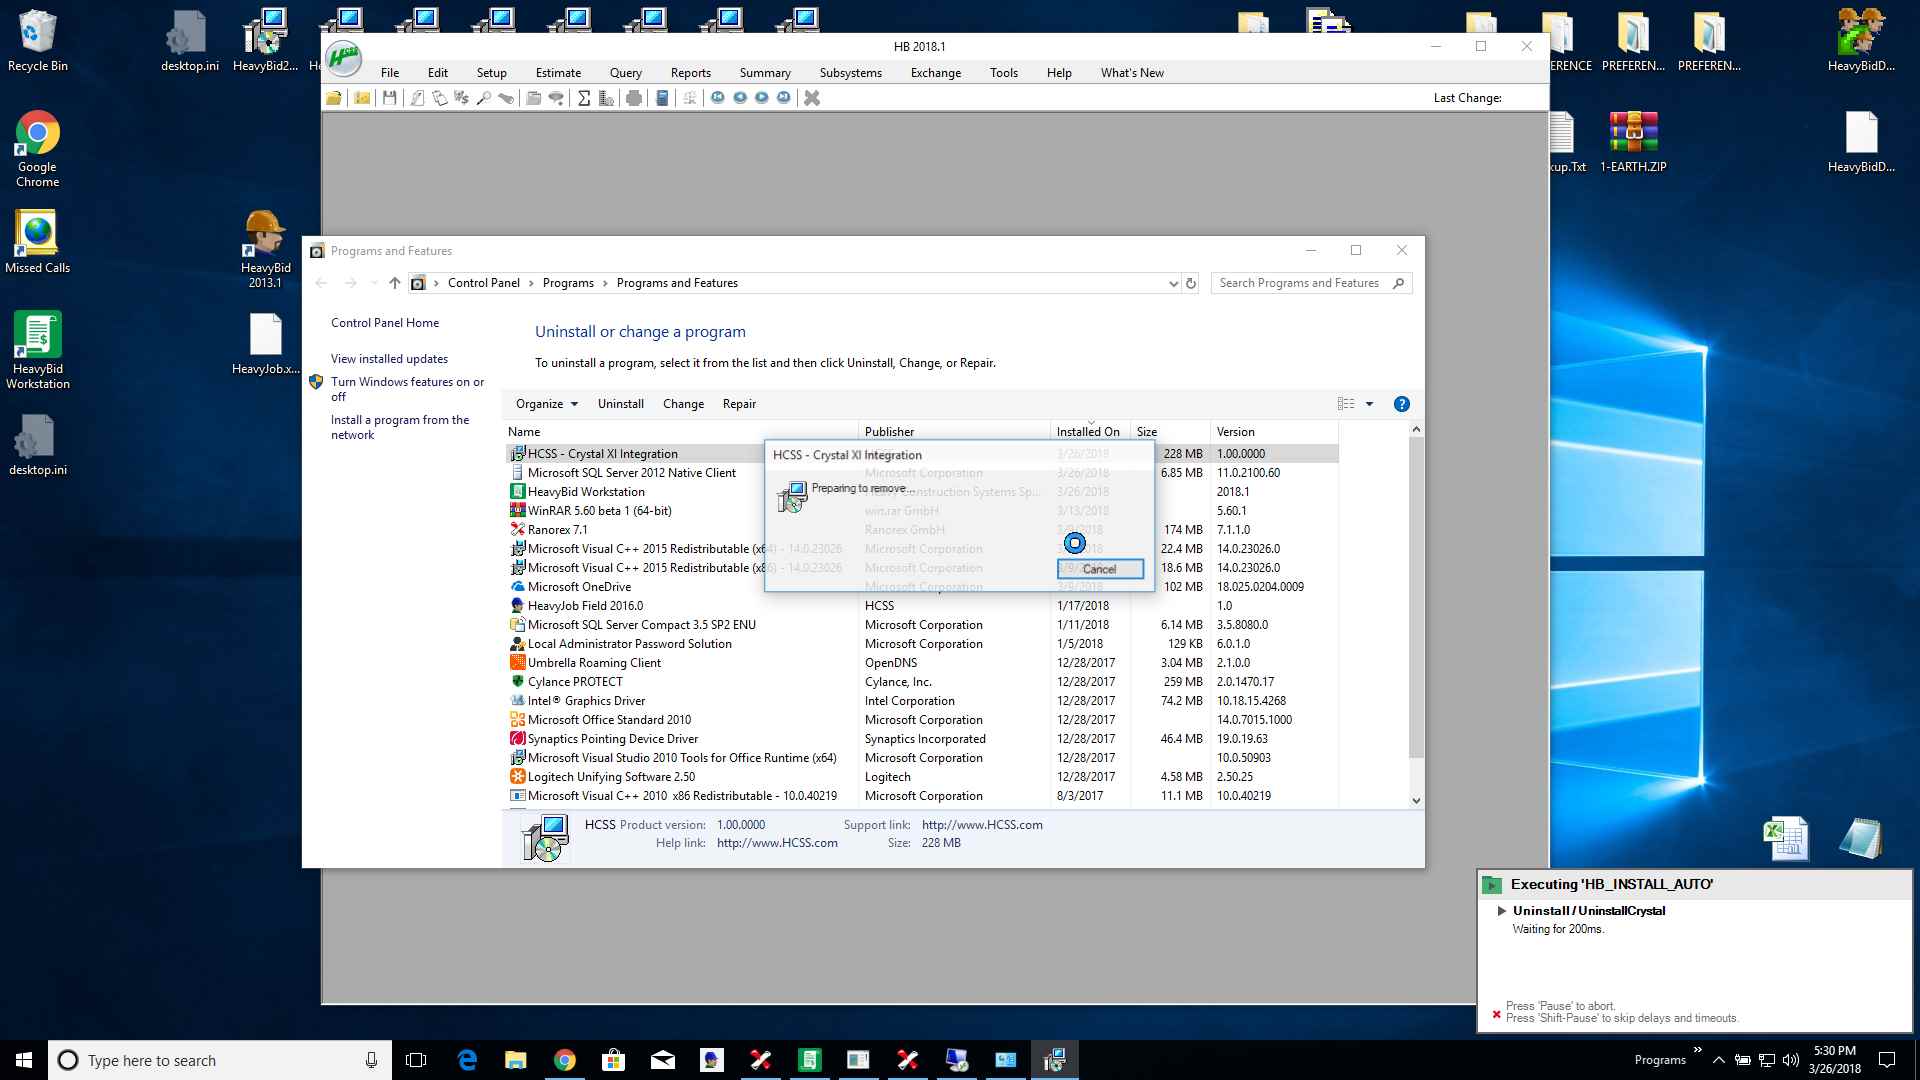 Recycle Bin
desktop.ini
HeavyBid2...
PREFEREN...
PREFEREN...
HeavyBidD...
Google
Chrome
xup.Txt
1-EARTH.ZIP
HeavyBidD...
Missed Calls
HeavyBid
2013.1
HeavyBid
Workstation
HeavyJob.x...
desktop.ini
HB 2018.1
File Edit Setup Estimate Query Reports Summary Subsystems Exchange Tools Help What's New
Last Change:
Programs and Features
Control Panel > Programs > Programs and Features
Search Programs and Features
Control Panel Home
View installed updates
Turn Windows features on or
off
Install a program from the
network
Uninstall or change a program
To uninstall a program, select it from the list and then click Uninstall, Change, or Repair.
Organize Uninstall Change Repair
Name Publisher Installed On Size Version
HCSS - Crystal XI Integration 3/26/2018 228 MB 1.00.0000
Microsoft SQL Server 2012 Native Client Microsoft Corporation 3/26/2018 6.85 MB 11.0.2100.60
HeavyBid Workstation Construction Systems Sp... 3/26/2018 2018.1
WinRAR 5.60 beta 1 (64-bit) win.rar GmbH 3/13/2018 5.60.1
Ranorex 7.1 Ranorex GmbH 3/9/2018 174 MB 7.1.1.0
Microsoft Visual C++ 2015 Redistributable (x64) - 14.0.23026 Microsoft Corporation 22.4 MB 14.0.23026.0
Microsoft Visual C++ 2015 Redistributable (x86) - 14.0.23026 Microsoft Corporation 18.6 MB 14.0.23026.0
Microsoft OneDrive Microsoft Corporation 3/9/2018 102 MB 18.025.0204.0009
HeavyJob Field 2016.0 HCSS 1/17/2018 1.0
Microsoft SQL Server Compact 3.5 SP2 ENU Microsoft Corporation 1/11/2018 6.14 MB 3.5.8080.0
Local Administrator Password Solution Microsoft Corporation 1/5/2018 129 KB 6.0.1.0
Umbrella Roaming Client OpenDNS 12/28/2017 3.04 MB 2.1.0.0
Cylance PROTECT Cylance, Inc. 12/28/2017 259 MB 2.0.1470.17
Intel® Graphics Driver Intel Corporation 12/28/2017 74.2 MB 10.18.15.4268
Microsoft Office Standard 2010 Microsoft Corporation 12/28/2017 14.0.7015.1000
Synaptics Pointing Device Driver Synaptics Incorporated 12/28/2017 46.4 MB 19.0.19.63
Microsoft Visual Studio 2010 Tools for Office Runtime (x64) Microsoft Corporation 12/28/2017 10.0.50903
Logitech Unifying Software 2.50 Logitech 12/28/2017 4.58 MB 2.50.25
Microsoft Visual C++ 2010 x86 Redistributable - 10.0.40219 Microsoft Corporation 8/3/2017 11.1 MB 10.0.40219
HCSS Product version: 1.00.0000 Support link: http://www.HCSS.com
Help link: http://www.HCSS.com Size: 228 MB
HCSS - Crystal XI Integration
Preparing to remove...
Cancel
Executing 'HB_INSTALL_AUTO'
Uninstall / UninstallCrystal
Waiting for 200ms.
Press 'Pause' to abort.
Press 'Shift-Pause' to skip delays and timeouts.
Type here to search
Programs
5:30 PM
3/26/2018